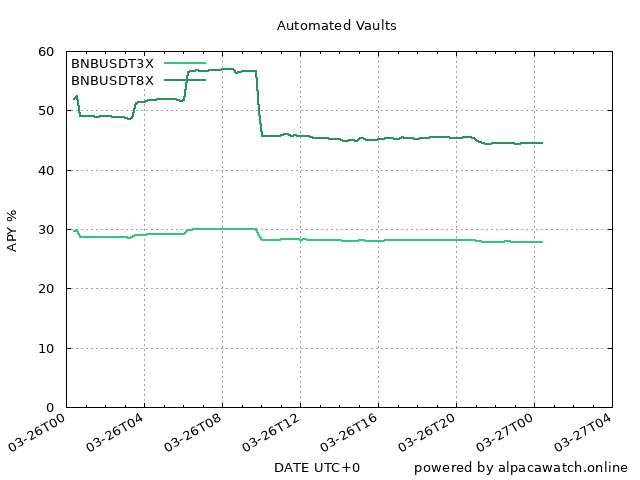 Automated Vaults
BNBUSDT3X
BNBUSDT8X
60
50
40
30
20
10
0
APY %
03-26T00
03-26T04
03-26T08
03-26T12
03-26T16
03-26T20
03-27T00
03-27T04
DATE UTC+0
powered by alpacawatch.online